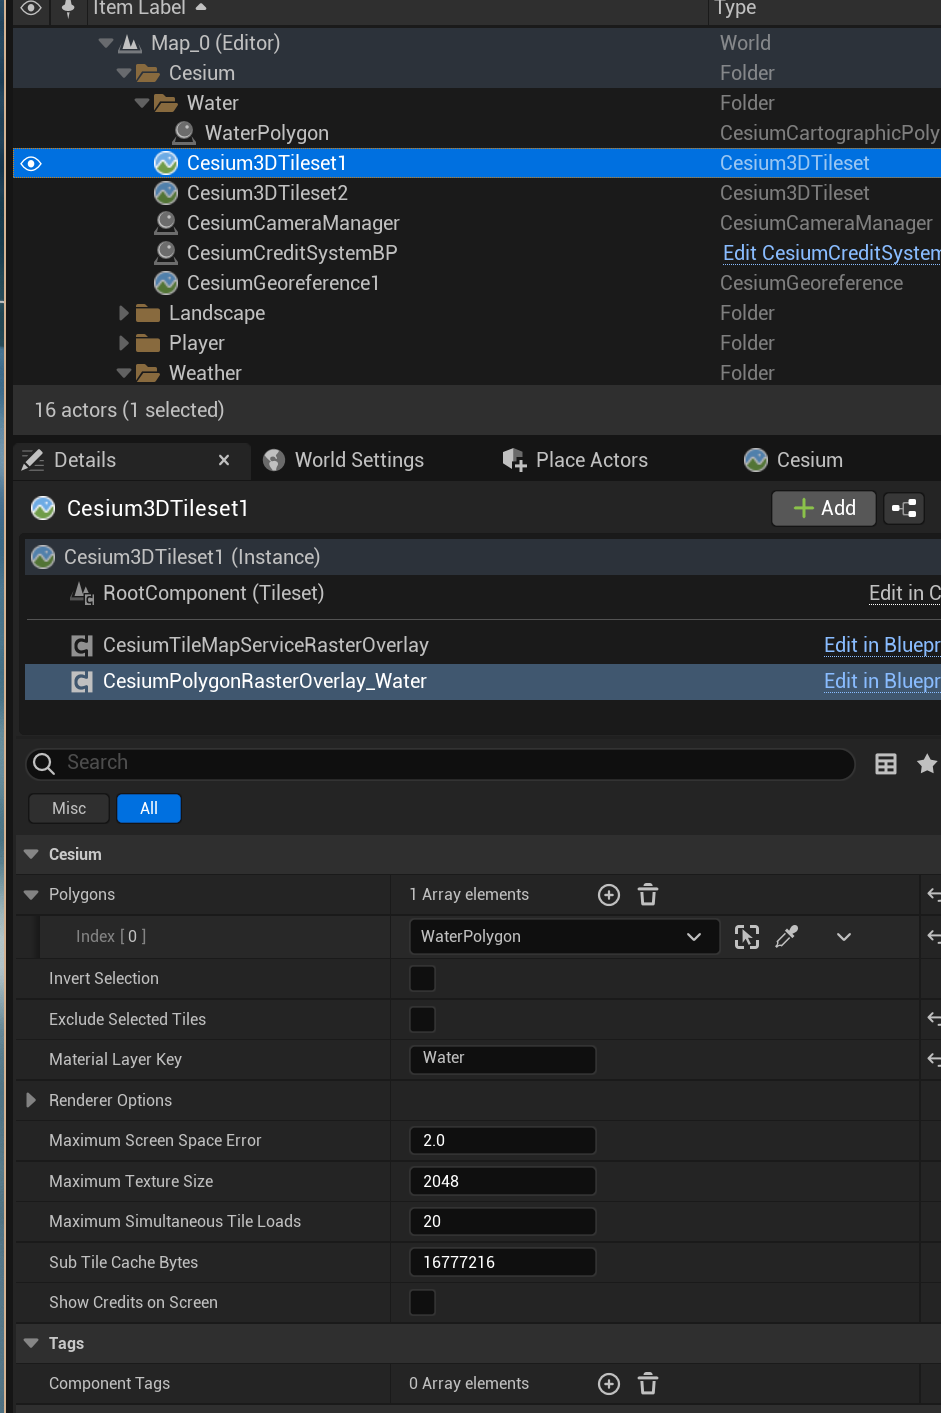 Item Label Type
Map_0 (Editor) World
Cesium Folder
Water Folder
WaterPolygon CesiumCartographicPoly
Cesium3DTileset1 Cesium3DTileset
Cesium3DTileset2 Cesium3DTileset
CesiumCameraManager CesiumCameraManager
CesiumCreditSystemBP Edit CesiumCreditSystem
CesiumGeoreference1 CesiumGeoreference
Landscape Folder
Player Folder
Weather Folder
16 actors (1 selected)
Details World Settings Place Actors Cesium
Cesium3DTileset1 Add
Cesium3DTileset1 (Instance)
RootComponent (Tileset) Edit in C
CesiumTileMapServiceRasterOverlay Edit in Bluepr
CesiumPolygonRasterOverlay_Water Edit in Bluepr
Search
Misc All
Cesium
Polygons 1 Array elements
Index [ 0 ] WaterPolygon
Invert Selection
Exclude Selected Tiles
Material Layer Key Water
Renderer Options
Maximum Screen Space Error 2.0
Maximum Texture Size 2048
Maximum Simultaneous Tile Loads 20
Sub Tile Cache Bytes 16777216
Show Credits on Screen
Tags
Component Tags 0 Array elements